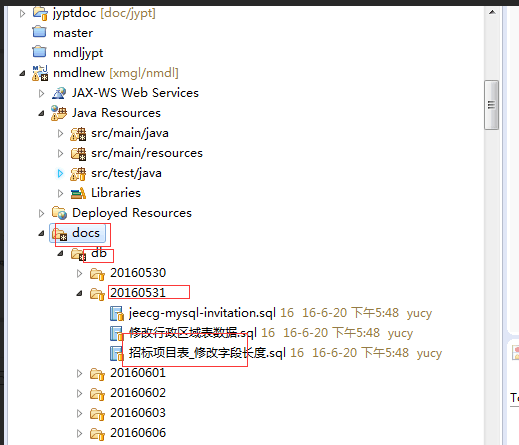 jyptdoc [doc/jypt]
master
nmdljypt
nmdlnew [xmgl/nmdl]
JAX-WS Web Services
Java Resources
src/main/java
src/main/resources
src/test/java
Libraries
Deployed Resources
docs
db
20160530
20160531
jeecg-mysql-invitation.sql 16 16-6-20 下午5:48 yucy
修改行政区域表数据.sql 16 16-6-20 下午5:48 yucy
招标项目表_修改字段长度.sql 16 16-6-20 下午5:48 yucy
20160601
20160602
20160603
20160606